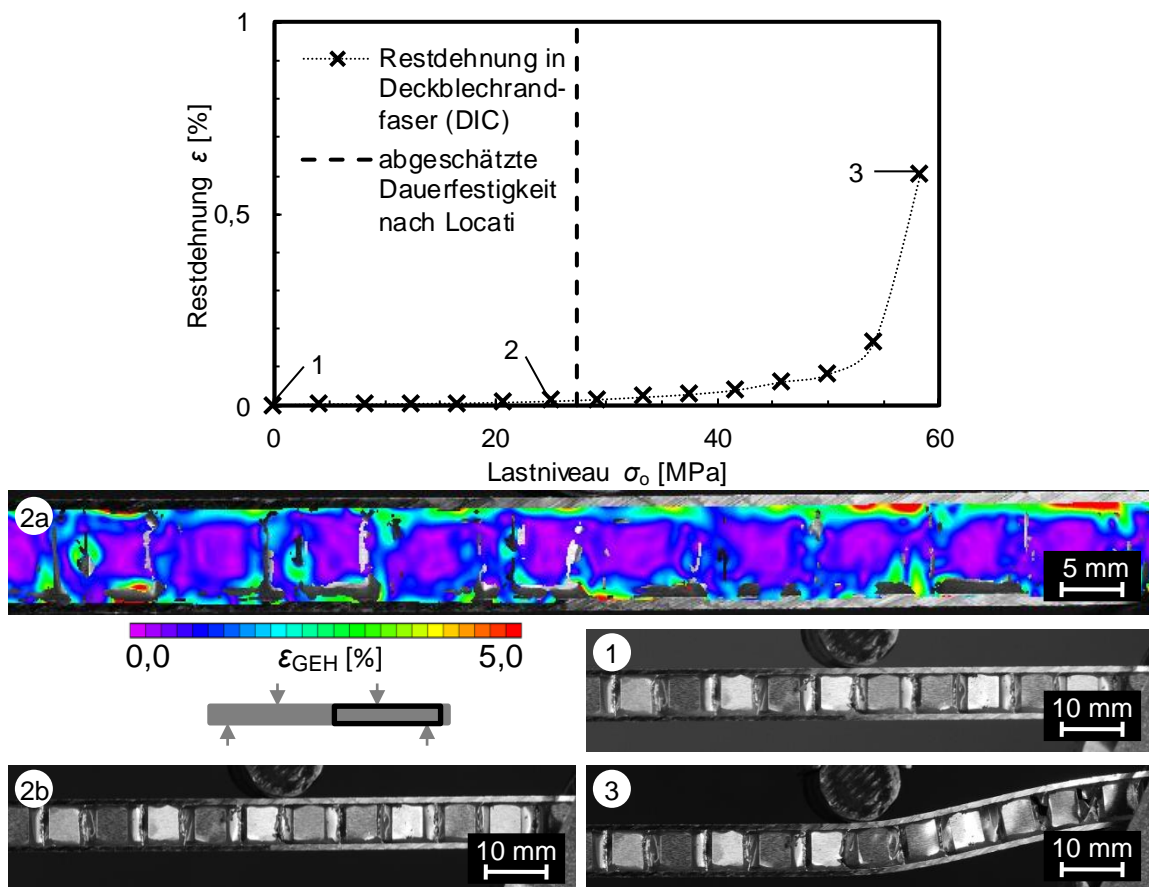 1
0,5
0
Restdehnung ε [%]
Restdehnung in
Deckblechrand-
faser (DIC)
abgeschätzte
Dauerfestigkeit
nach Locati
1
2
3
0
20
40
60
Lastniveau σo [MPa]
2a
5 mm
0,0
εGEH [%]
5,0
1
10 mm
2b
10 mm
3
10 mm